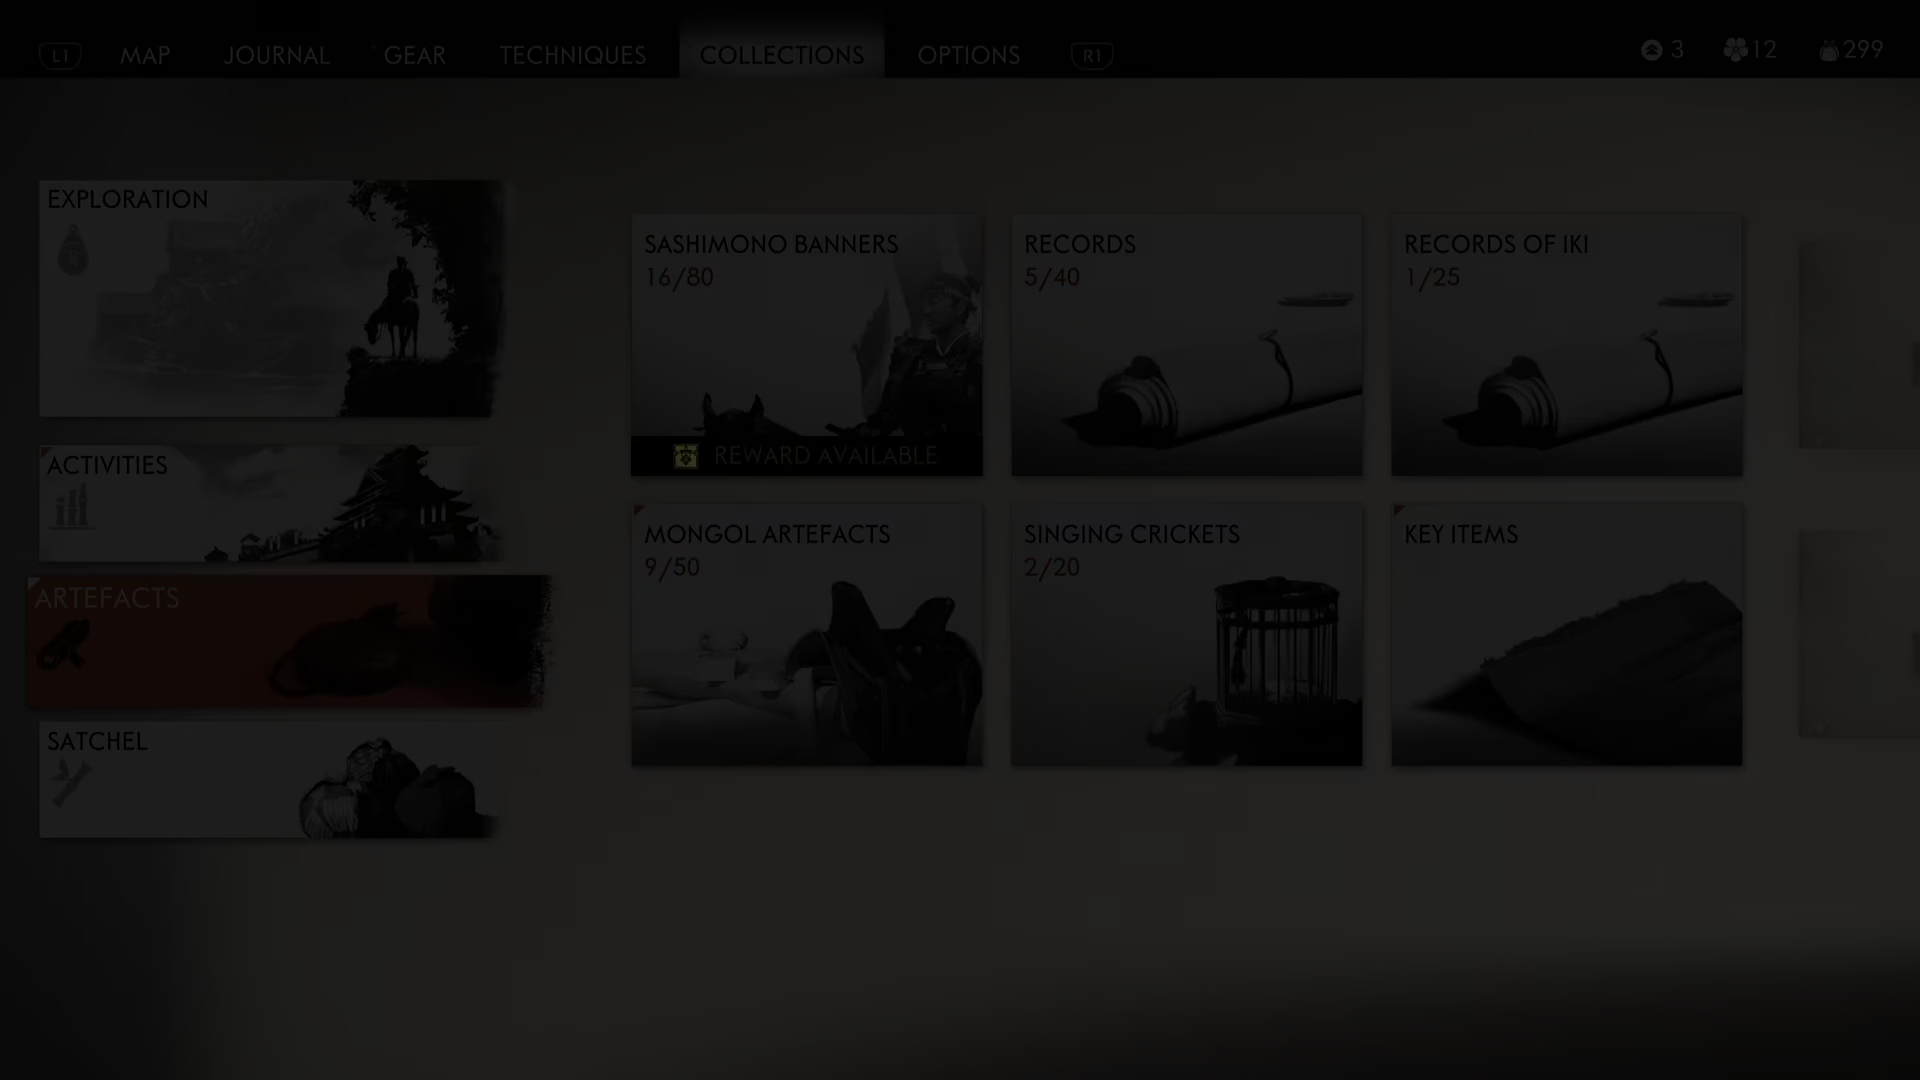 L1 MAP JOURNAL GEAR TECHNIQUES COLLECTIONS OPTIONS R1 3 12 299
EXPLORATION
ACTIVITIES
ARTEFACTS
SATCHEL
SASHIMONO BANNERS
16/80
REWARD AVAILABLE
RECORDS
5/40
RECORDS OF IKI
1/25
MONGOL ARTEFACTS
9/50
SINGING CRICKETS
2/20
KEY ITEMS